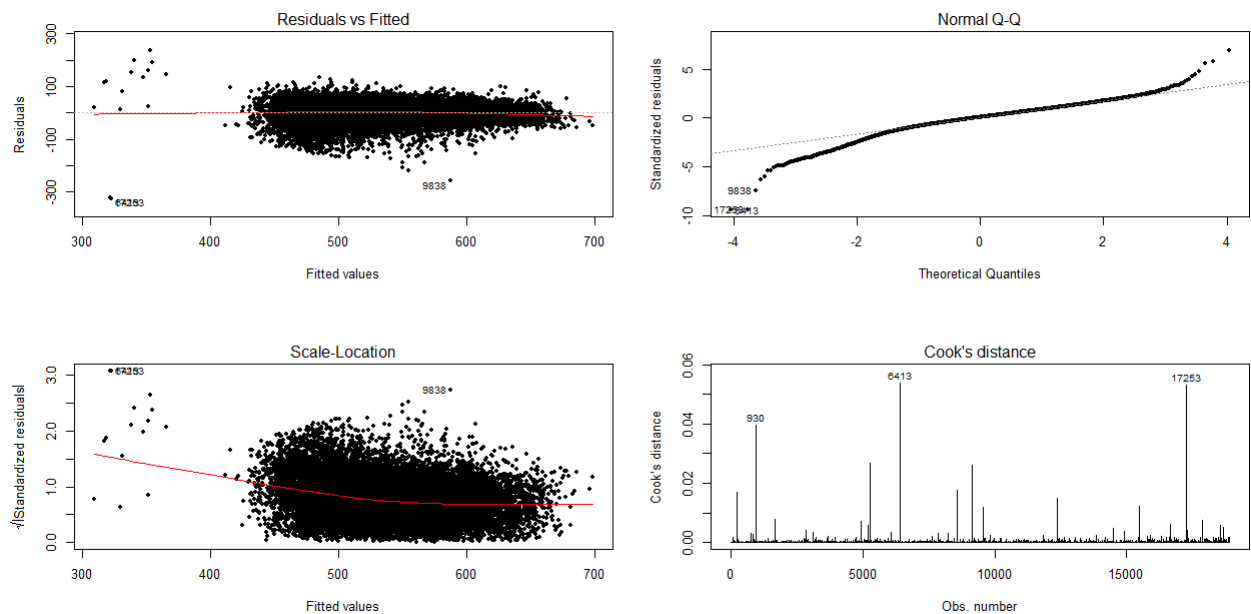 Residuals vs Fitted
Residuals
300
100
-100
-300
9838
300 400 500 600 700
Fitted values
Normal Q-Q
Standardized residuals
5
0
-5
-10
9838
-4 -2 0 2 4
Theoretical Quantiles
Scale-Location
√|Standardized residuals|
3.0
2.0
1.0
0.0
9838
300 400 500 600 700
Fitted values
Cook's distance
Cook's distance
0.06
0.04
0.02
0.00
6413
17253
930
0 5000 10000 15000
Obs. number